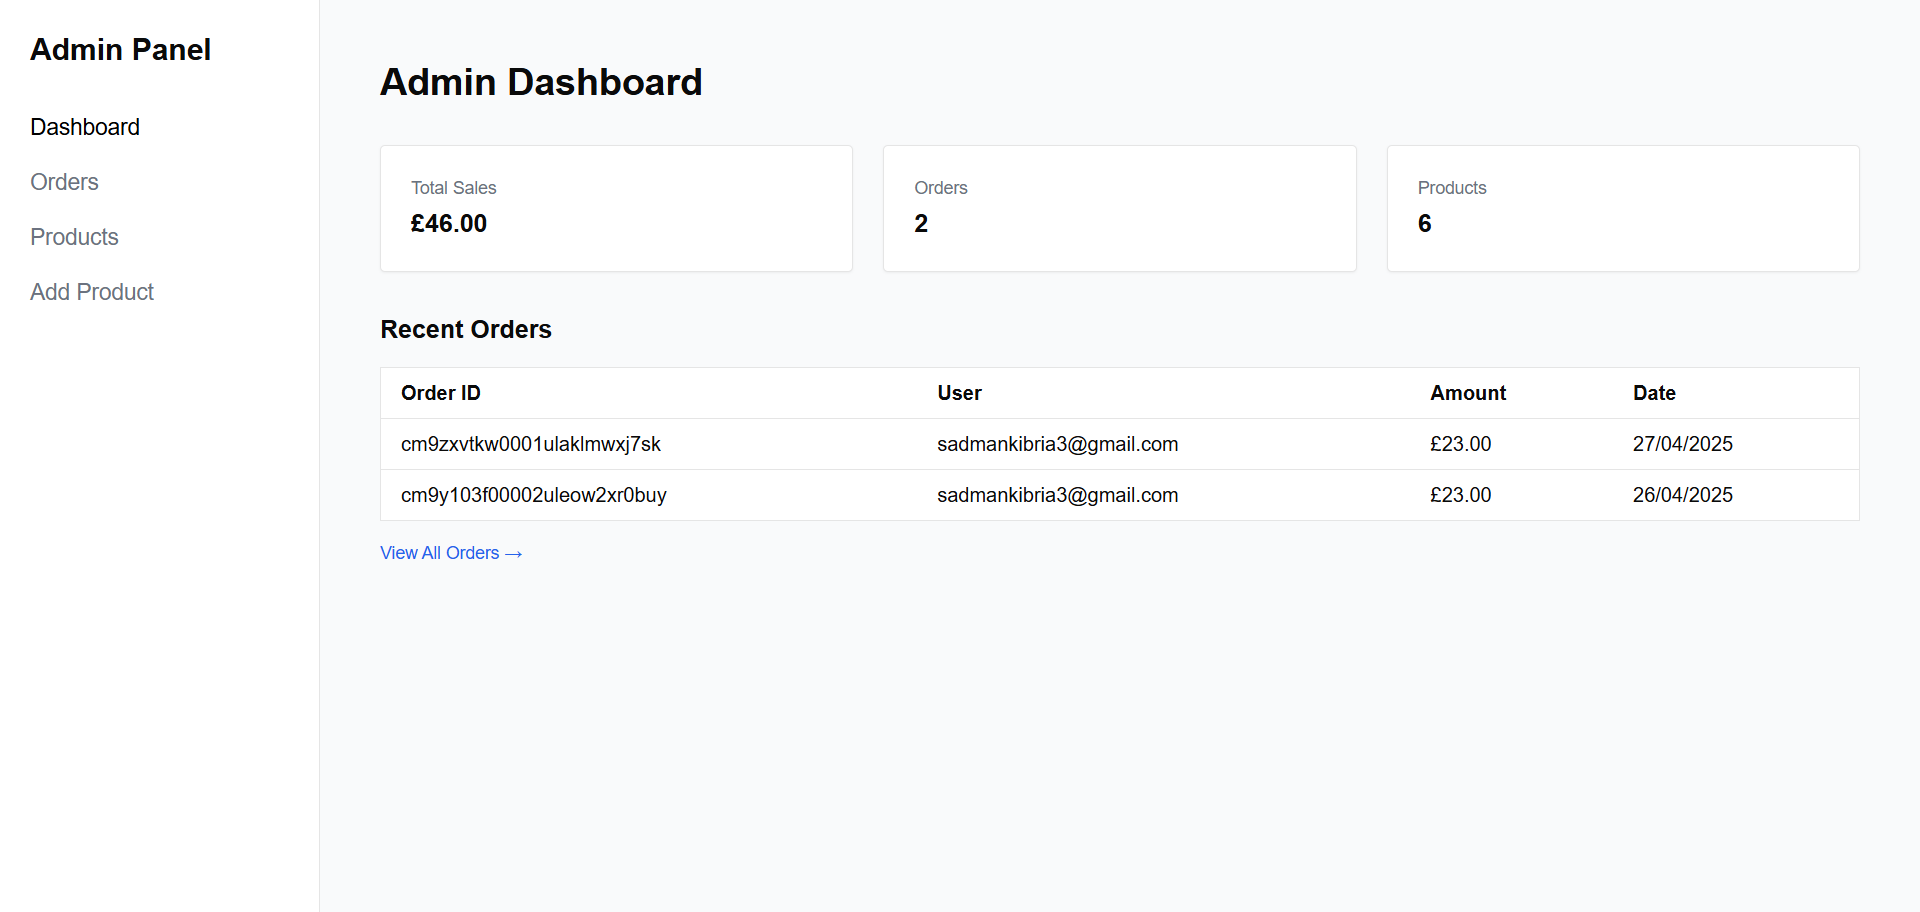 Admin Panel
Dashboard
Orders
Products
Add Product
Admin Dashboard
Total Sales
£46.00
Orders
2
Products
6
Recent Orders
Order ID User Amount Date
cm9zxvtkw0001ulaklmwxj7sk sadmankibria3@gmail.com £23.00 27/04/2025
cm9y103f00002uleow2xr0buy sadmankibria3@gmail.com £23.00 26/04/2025
View All Orders →